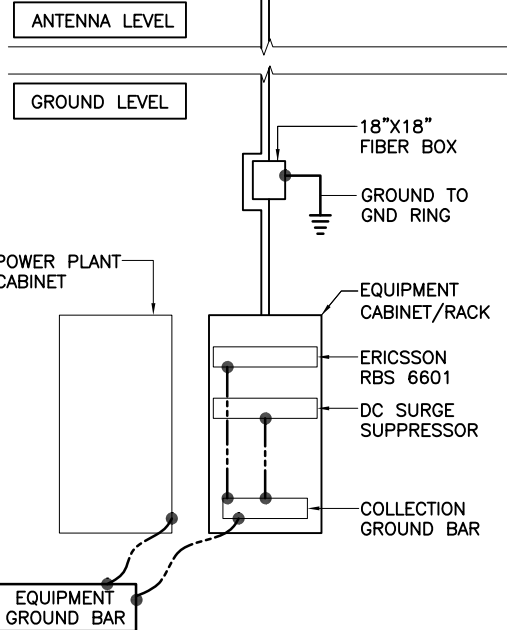 ANTENNA LEVEL
GROUND LEVEL
18"X18"
FIBER BOX
GROUND TO
GND RING
POWER PLANT
CABINET
EQUIPMENT
CABINET/RACK
ERICSSON
RBS 6601
DC SURGE
SUPPRESSOR
COLLECTION
GROUND BAR
EQUIPMENT
GROUND BAR